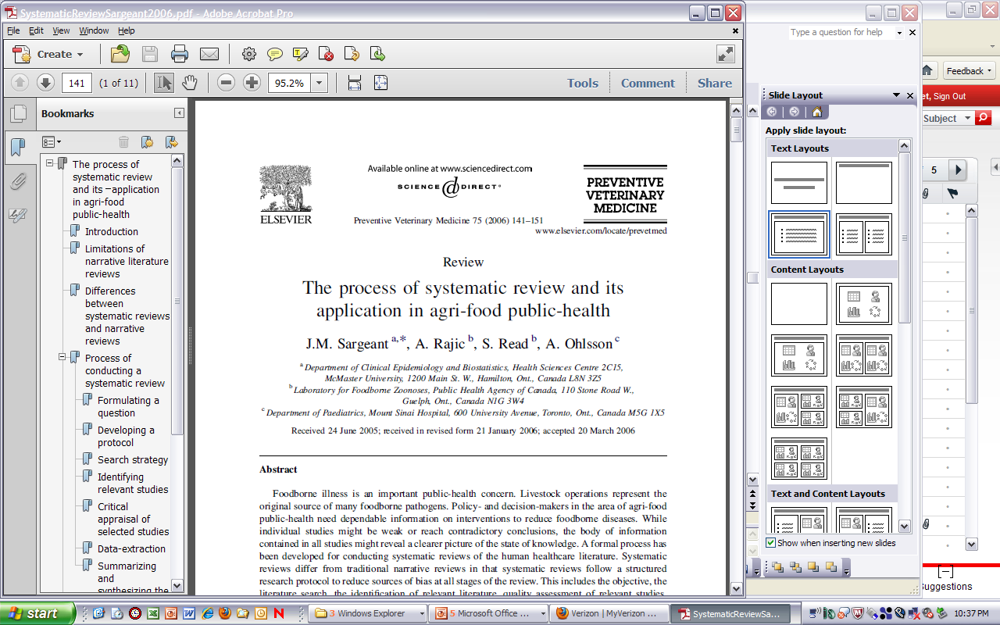 SystematicReviewSargeant2006.pdf - Adobe Acrobat Pro
File Edit View Window Help
Create
141 (1 of 11) 95.2% Tools Comment Share
Bookmarks
The process of
systematic review
and its –application
in agri-food
public-health
Introduction
Limitations of
narrative literature
reviews
Differences
between
systematic reviews
and narrative
reviews
Process of
conducting a
systematic review
Formulating a
question
Developing a
protocol
Search strategy
Identifying
relevant studies
Critical
appraisal of
selected studies
Data-extraction
Summarizing
and
synthesizing the
ELSEVIER
Available online at www.sciencedirect.com
SCIENCE @ DIRECT®
Preventive Veterinary Medicine 75 (2006) 141–151
PREVENTIVE
VETERINARY
MEDICINE
www.elsevier.com/locate/prevetmed
Review
The process of systematic review and its
application in agri-food public-health
J.M. Sargeant a,*, A. Rajic b, S. Read b, A. Ohlsson c
a Department of Clinical Epidemiology and Biostatistics, Health Sciences Centre 2C15,
McMaster University, 1200 Main St. W., Hamilton, Ont., Canada L8N 3Z5
b Laboratory for Foodborne Zoonoses, Public Health Agency of Canada, 110 Stone Road W.,
Guelph, Ont., Canada N1G 3W4
c Department of Paediatrics, Mount Sinai Hospital, 600 University Avenue, Toronto, Ont., Canada M5G 1X5
Received 24 June 2005; received in revised form 21 January 2006; accepted 20 March 2006
Abstract
Foodborne illness is an important public-health concern. Livestock operations represent the
original source of many foodborne pathogens. Policy- and decision-makers in the area of agri-food
public-health need dependable information on interventions to reduce foodborne diseases. While
individual studies might be weak or reach contradictory conclusions, the body of information
contained in all studies might reveal a clearer picture of the state of knowledge. A formal process has
been developed for conducting systematic reviews of the human healthcare literature. Systematic
reviews differ from traditional narrative reviews in that systematic reviews follow a structured
research protocol to reduce sources of bias at all stages of the review. This includes the objective, the
literature search, the identification of relevant literature, quality assessment of relevant studies,
Type a question for help
Slide Layout
Apply slide layout:
Text Layouts
Content Layouts
Text and Content Layouts
Show when inserting new slides
Feedback
et, Sign Out
Subject
5
uggestions
start
3 Windows Explorer
5 Microsoft Office ...
Verizon | MyVerizon ...
SystematicReviewSa...
10:37 PM